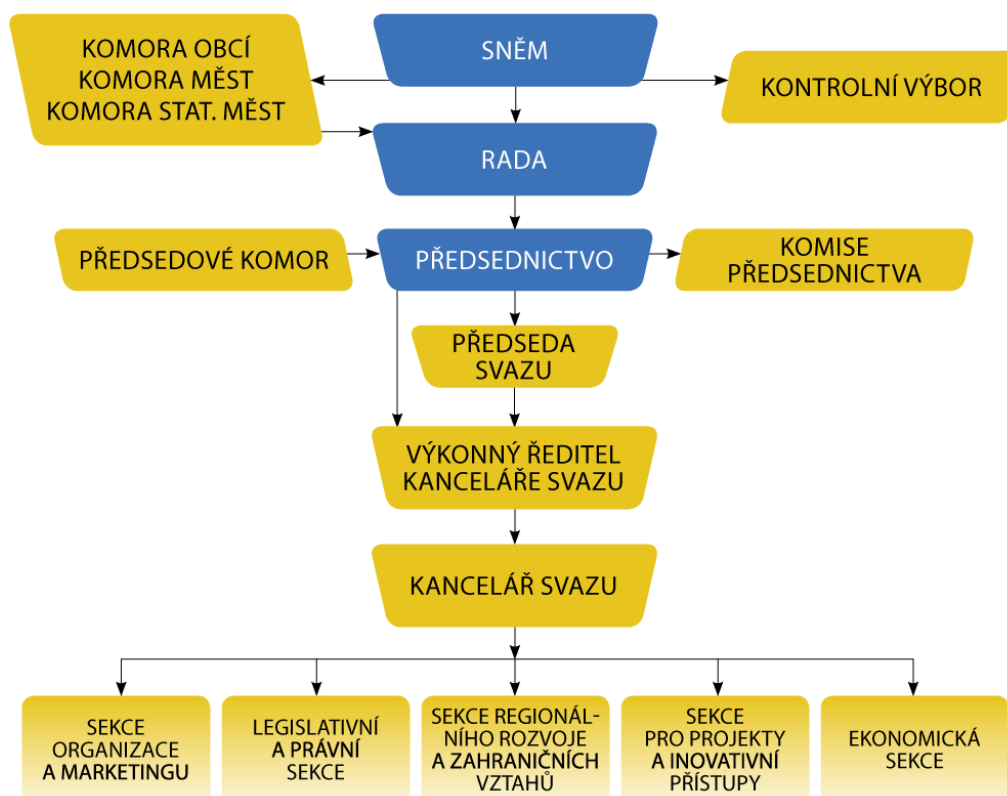 KOMORA OBCÍ
KOMORA MĚST
KOMORA STAT. MĚST
SNĚM
KONTROLNÍ VÝBOR
RADA
PŘEDSEDOVÉ KOMOR
PŘEDSEDNICTVO
KOMISE
PŘEDSEDNICTVA
PŘEDSEDA
SVAZU
VÝKONNÝ ŘEDITEL
KANCELÁŘE SVAZU
KANCELÁŘ SVAZU
SEKCE
ORGANIZACE
A MARKETINGU
LEGISLATIVNÍ
A PRÁVNÍ
SEKCE
SEKCE REGIONÁL-
NÍHO ROZVOJE
A ZAHRANIČNÍCH
VZTAHŮ
SEKCE
PRO PROJEKTY
A INOVATIVNÍ
PŘÍSTUPY
EKONOMICKÁ
SEKCE